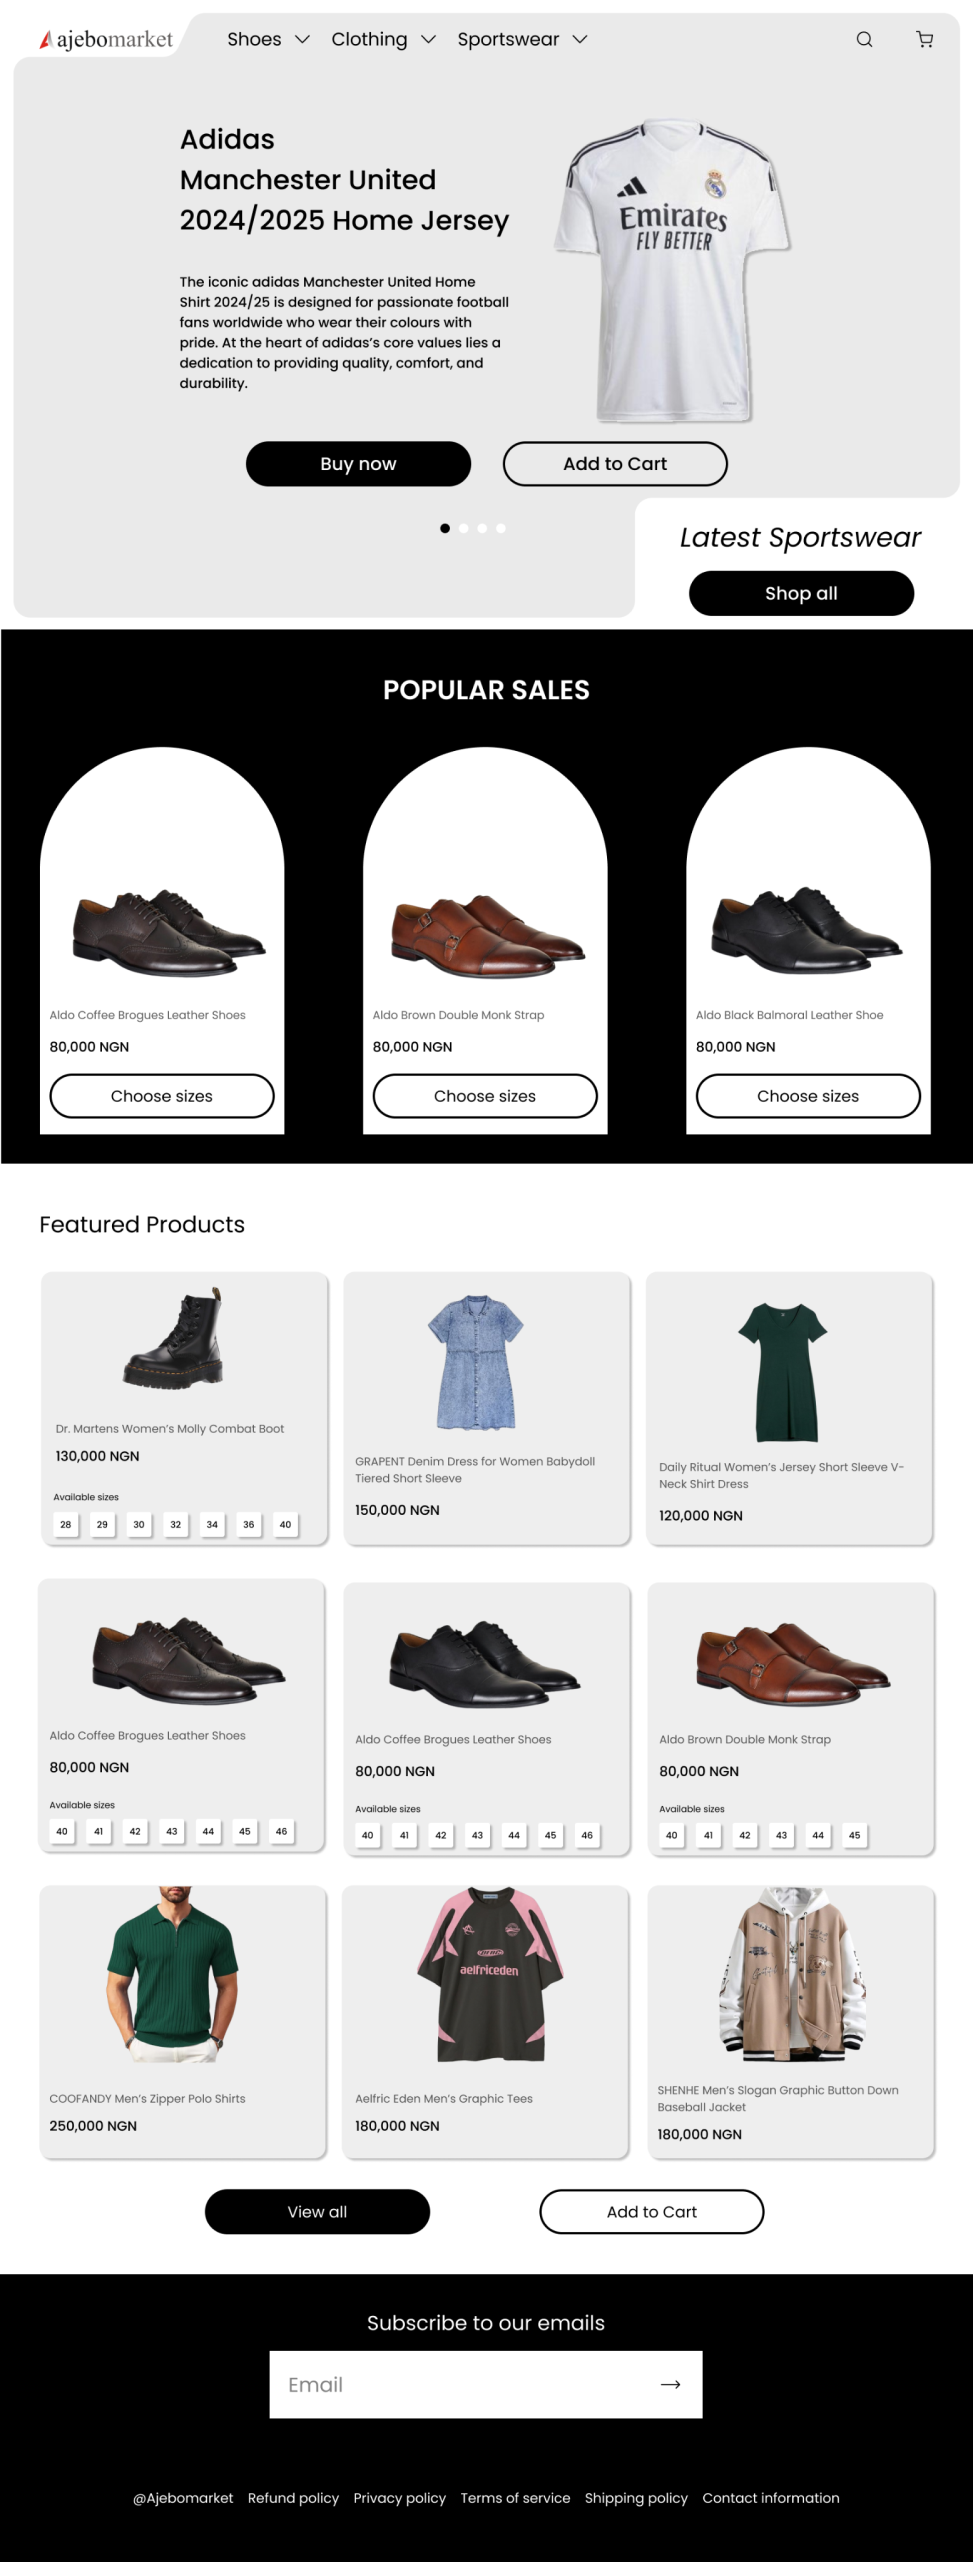 ajebomarket
Shoes Clothing Sportswear
Adidas
Manchester United
2024/2025 Home Jersey
The iconic adidas Manchester United Home
Shirt 2024/25 is designed for passionate football
fans worldwide who wear their colours with
pride. At the heart of adidas's core values lies a
dedication to providing quality, comfort, and
durability.
Emirates
FLY BETTER
Buy now
Add to Cart
Latest Sportswear
Shop all
POPULAR SALES
Aldo Coffee Brogues Leather Shoes
80,000 NGN
Choose sizes
Aldo Brown Double Monk Strap
80,000 NGN
Choose sizes
Aldo Black Balmoral Leather Shoe
80,000 NGN
Choose sizes
Featured Products
Dr. Martens Women's Molly Combat Boot
130,000 NGN
Available sizes
28 29 30 32 34 36 40
GRAPENT Denim Dress for Women Babydoll
Tiered Short Sleeve
150,000 NGN
Daily Ritual Women's Jersey Short Sleeve V-
Neck Shirt Dress
120,000 NGN
Aldo Coffee Brogues Leather Shoes
80,000 NGN
Available sizes
40 41 42 43 44 45 46
Aldo Coffee Brogues Leather Shoes
80,000 NGN
Available sizes
40 41 42 43 44 45 46
Aldo Brown Double Monk Strap
80,000 NGN
Available sizes
40 41 42 43 44 45
COOFANDY Men's Zipper Polo Shirts
250,000 NGN
aelfriceden
Aelfric Eden Men's Graphic Tees
180,000 NGN
SHENHE Men's Slogan Graphic Button Down
Baseball Jacket
180,000 NGN
View all
Add to Cart
Subscribe to our emails
Email
@Ajebomarket Refund policy Privacy policy Terms of service Shipping policy Contact information